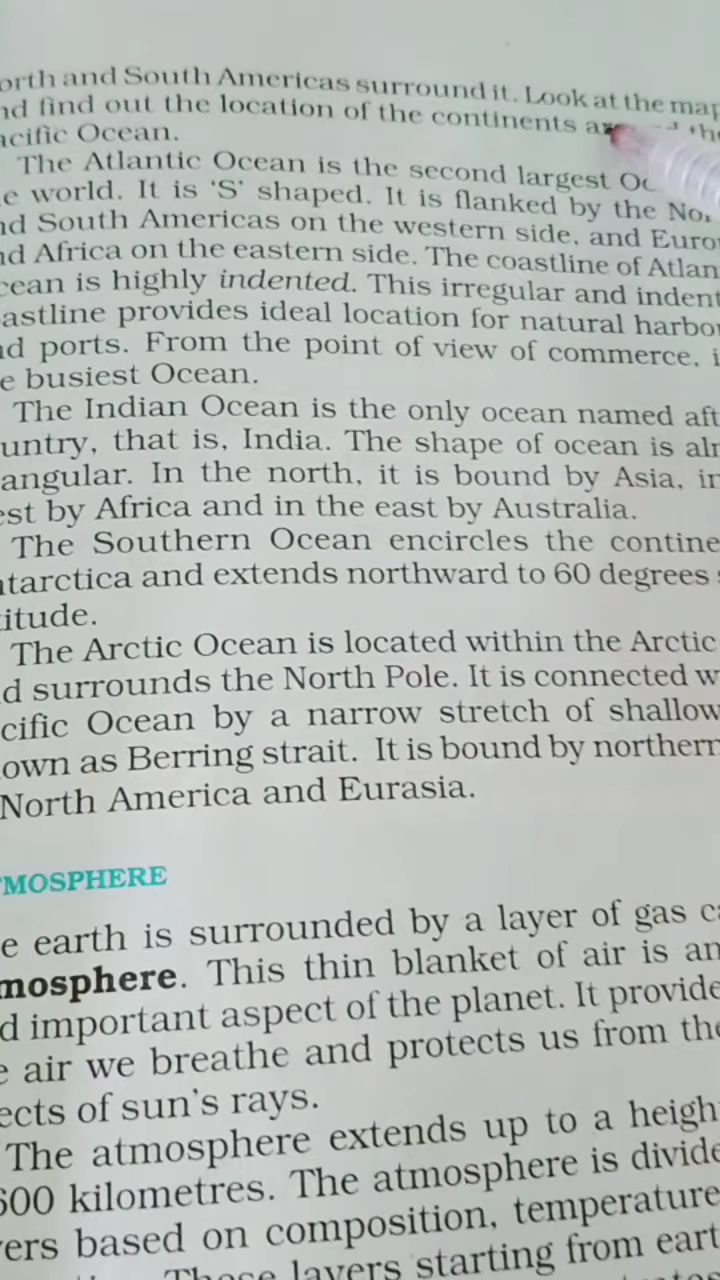 orth and South Americas surround it. Look at the map
nd find out the location of the continents the
acific Ocean.
The Atlantic Ocean is the second largest Oc
e world. It is ‘S’ shaped. It is flanked by the Nor
nd South Americas on the western side, and Euro
nd Africa on the eastern side. The coastline of Atlan
cean is highly indented. This irregular and indent
astline provides ideal location for natural harbo
nd ports. From the point of view of commerce, i
e busiest Ocean.
The Indian Ocean is the only ocean named aft
untry, that is, India. The shape of ocean is alm
angular. In the north, it is bound by Asia, in
est by Africa and in the east by Australia.
The Southern Ocean encircles the contine
ntarctica and extends northward to 60 degrees s
titude.
The Arctic Ocean is located within the Arctic
d surrounds the North Pole. It is connected w
cific Ocean by a narrow stretch of shallow
own as Berring strait. It is bound by northern
North America and Eurasia.
MOSPHERE
e earth is surrounded by a layer of gas ca
mosphere. This thin blanket of air is an
d important aspect of the planet. It provide
e air we breathe and protects us from the
ects of sun’s rays.
The atmosphere extends up to a heigh
600 kilometres. The atmosphere is divide
ers based on composition, temperature
These layers starting from eart